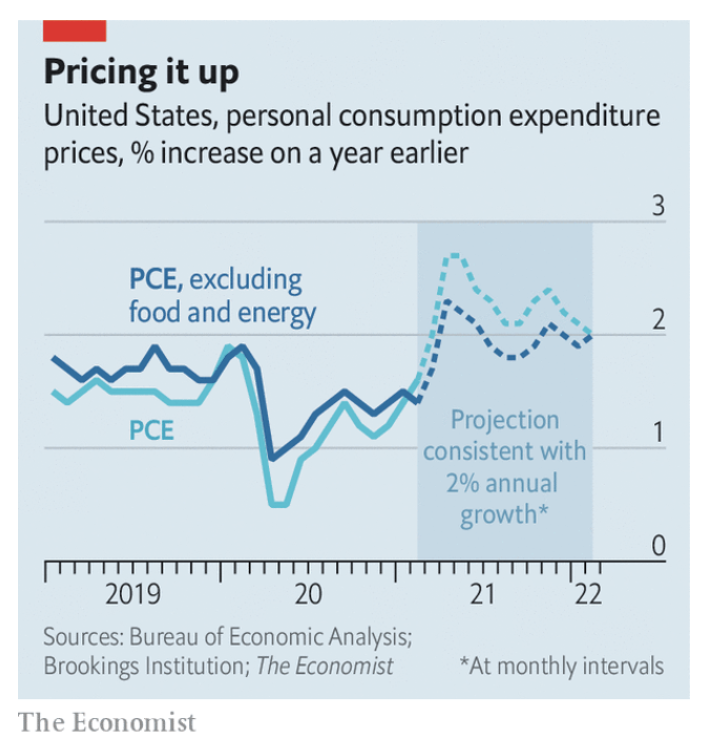 Pricing it up
United States, personal consumption expenditure
prices, % increase on a year earlier
3
PCE, excluding
food and energy
2
PCE
Projection
consistent with
2% annual
growth*
1
0
2019
20
21
22
Sources: Bureau of Economic Analysis;
Brookings Institution; The Economist
*At monthly intervals
The Economist